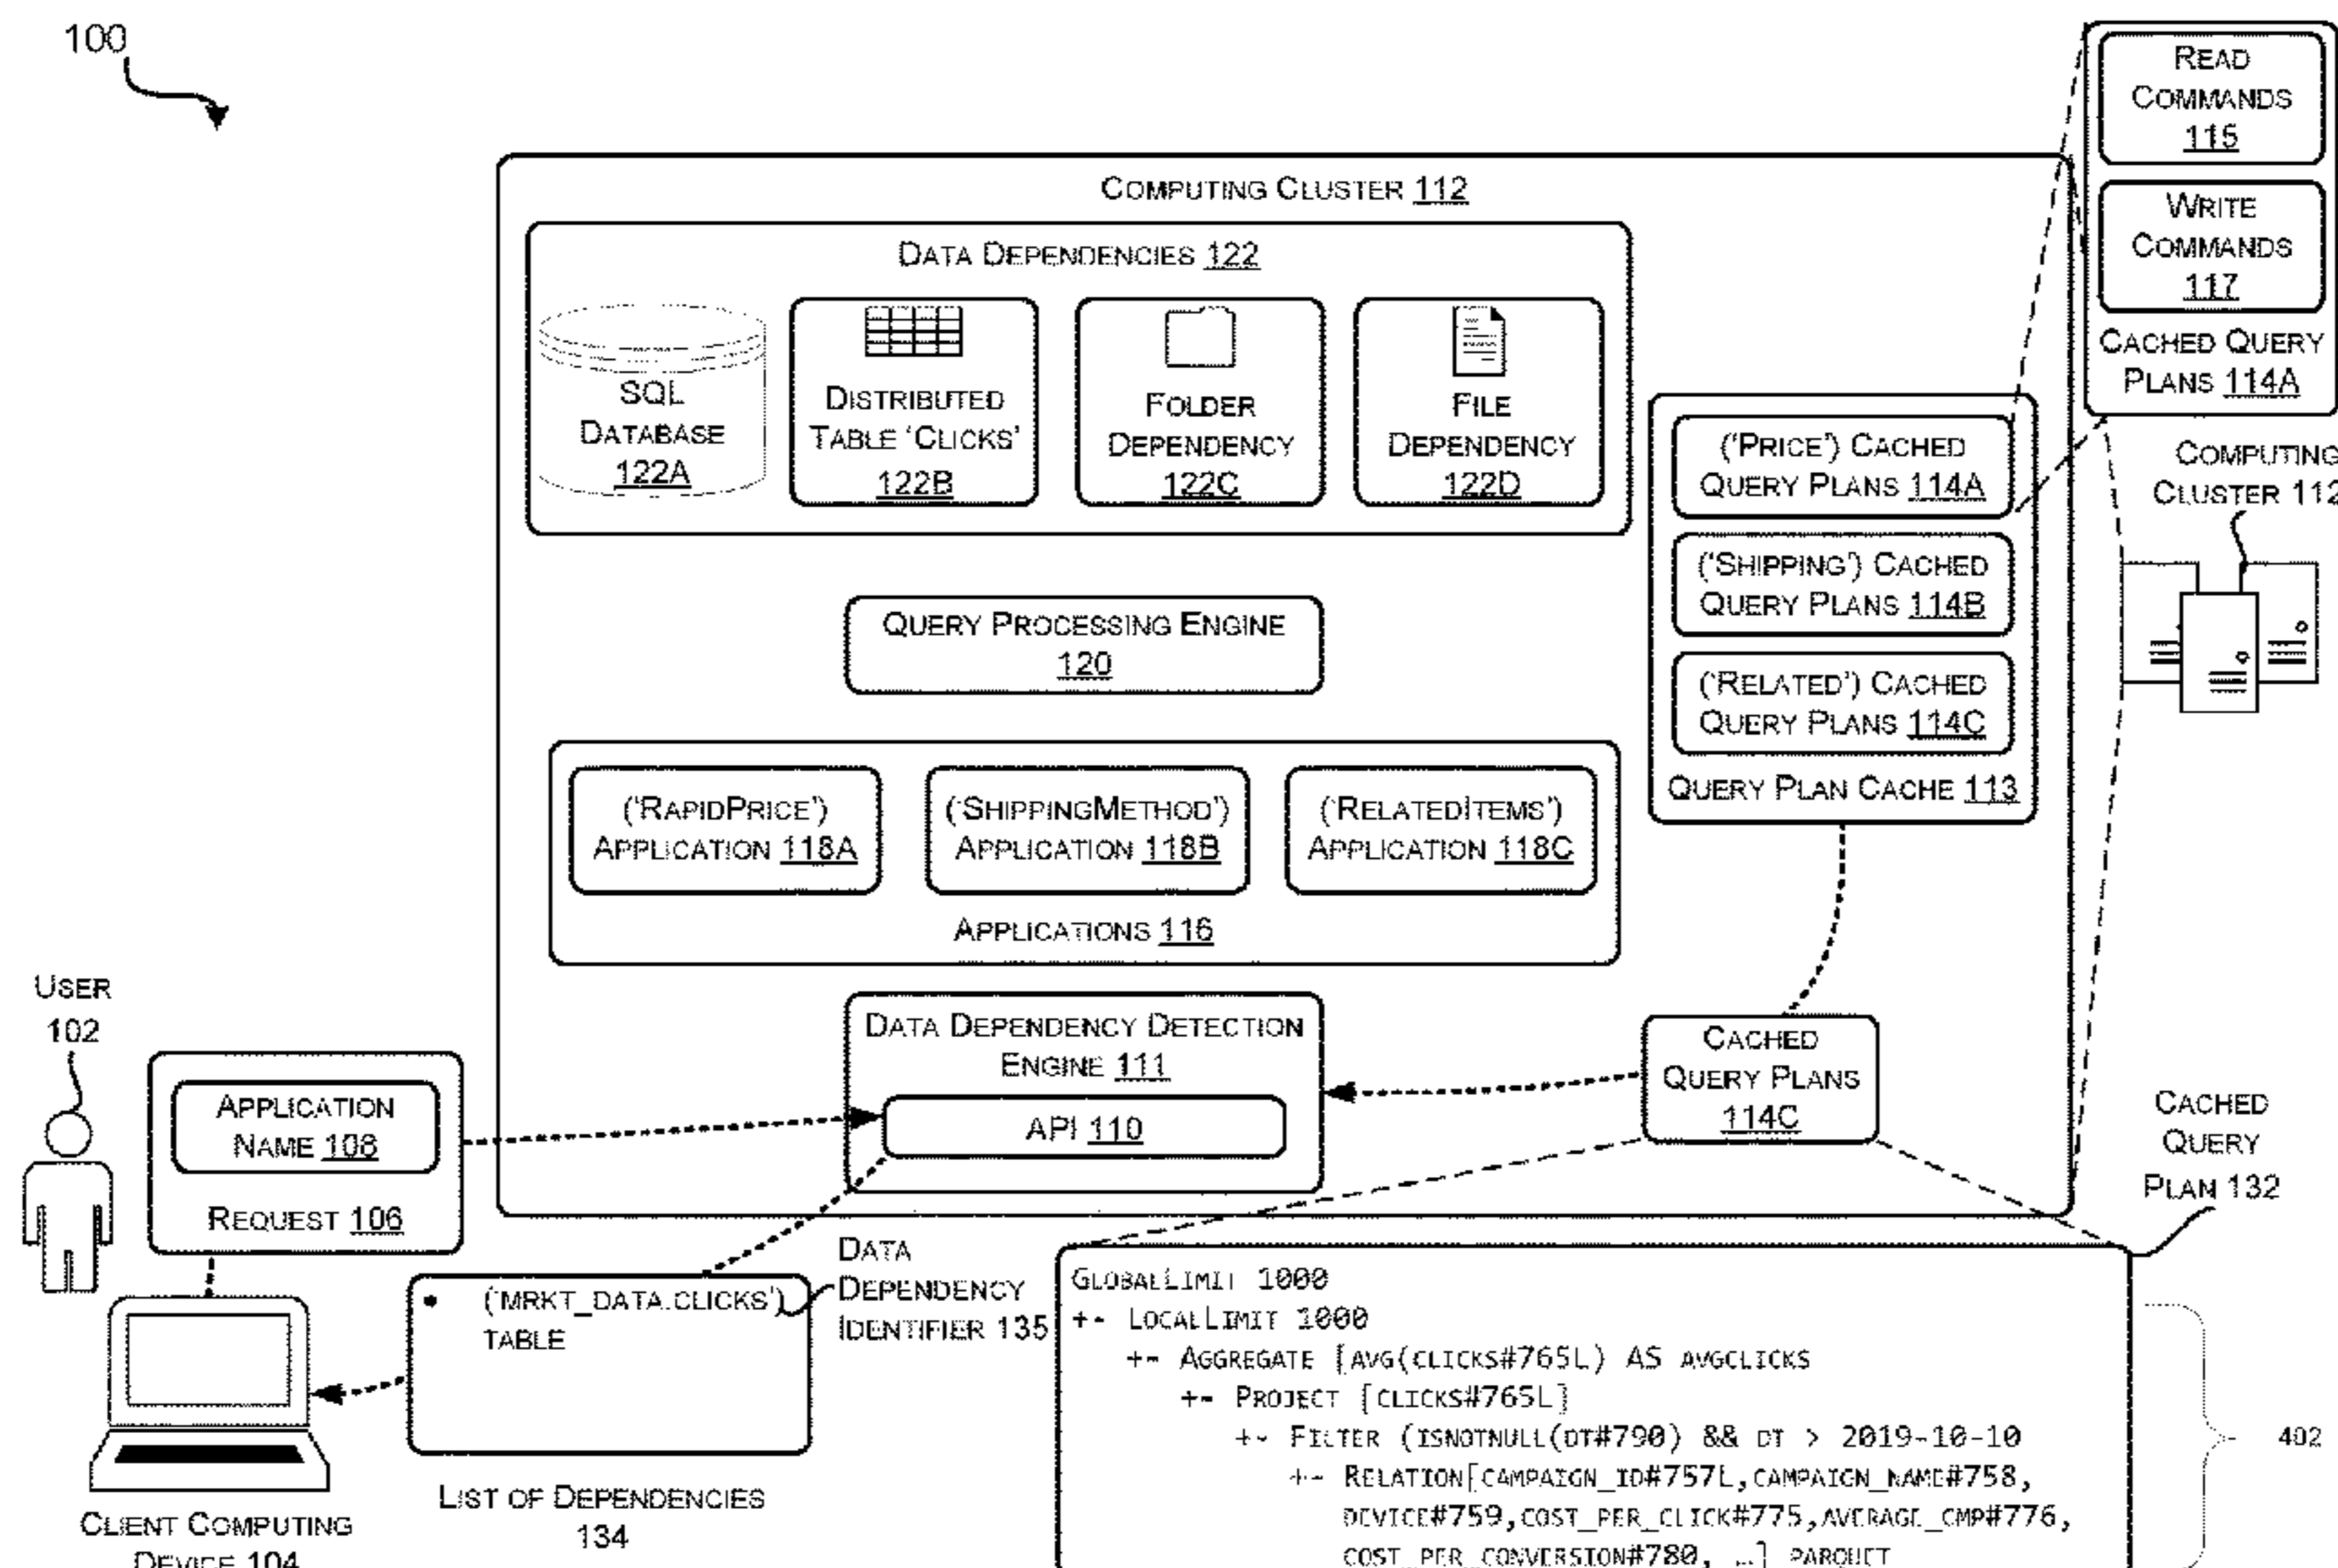 100
READ
COMMANDS
115
WRITE
COMMANDS
117
CACHED QUERY
PLANS 114A
COMPUTING CLUSTER 112
DATA DEPENDENCIES 122
SQL
DATABASE
122A
DISTRIBUTED
TABLE 'CLICKS'
122B
FOLDER
DEPENDENCY
122C
FILE
DEPENDENCY
122D
('PRICE') CACHED
QUERY PLANS 114A
('SHIPPING') CACHED
QUERY PLANS 114B
('RELATED') CACHED
QUERY PLANS 114C
QUERY PLAN CACHE 113
COMPUTING
CLUSTER 112
QUERY PROCESSING ENGINE
120
('RAPIDPRICE')
APPLICATION 118A
('SHIPPINGMETHOD')
APPLICATION 118B
('RELATEDITEMS')
APPLICATION 118C
APPLICATIONS 116
USER
102
APPLICATION
NAME 108
REQUEST 106
DATA DEPENDENCY DETECTION
ENGINE 111
API 110
CACHED
QUERY PLANS
114C
CACHED
QUERY
PLAN 132
DATA
DEPENDENCY
IDENTIFIER 135
• ('MRKT_DATA.CLICKS')
TABLE
LIST OF DEPENDENCIES
134
CLIENT COMPUTING
DEVICE 104
GLOBALLIMIT 1000
+- LOCALLIMIT 1000
+- AGGREGATE [AVG(CLICKS#765L) AS AVGCLICKS
+- PROJECT [CLICKS#765L]
+- FILTER (ISNOTNULL(DT#790) && DT > 2019-10-10
+- RELATION[CAMPAIGN_ID#757L,CAMPAIGN_NAME#758,
DEVICE#759,COST_PER_CLICK#775,AVERAGE_CMP#776,
COST_PER_CONVERSION#780, …] PARQUET
402